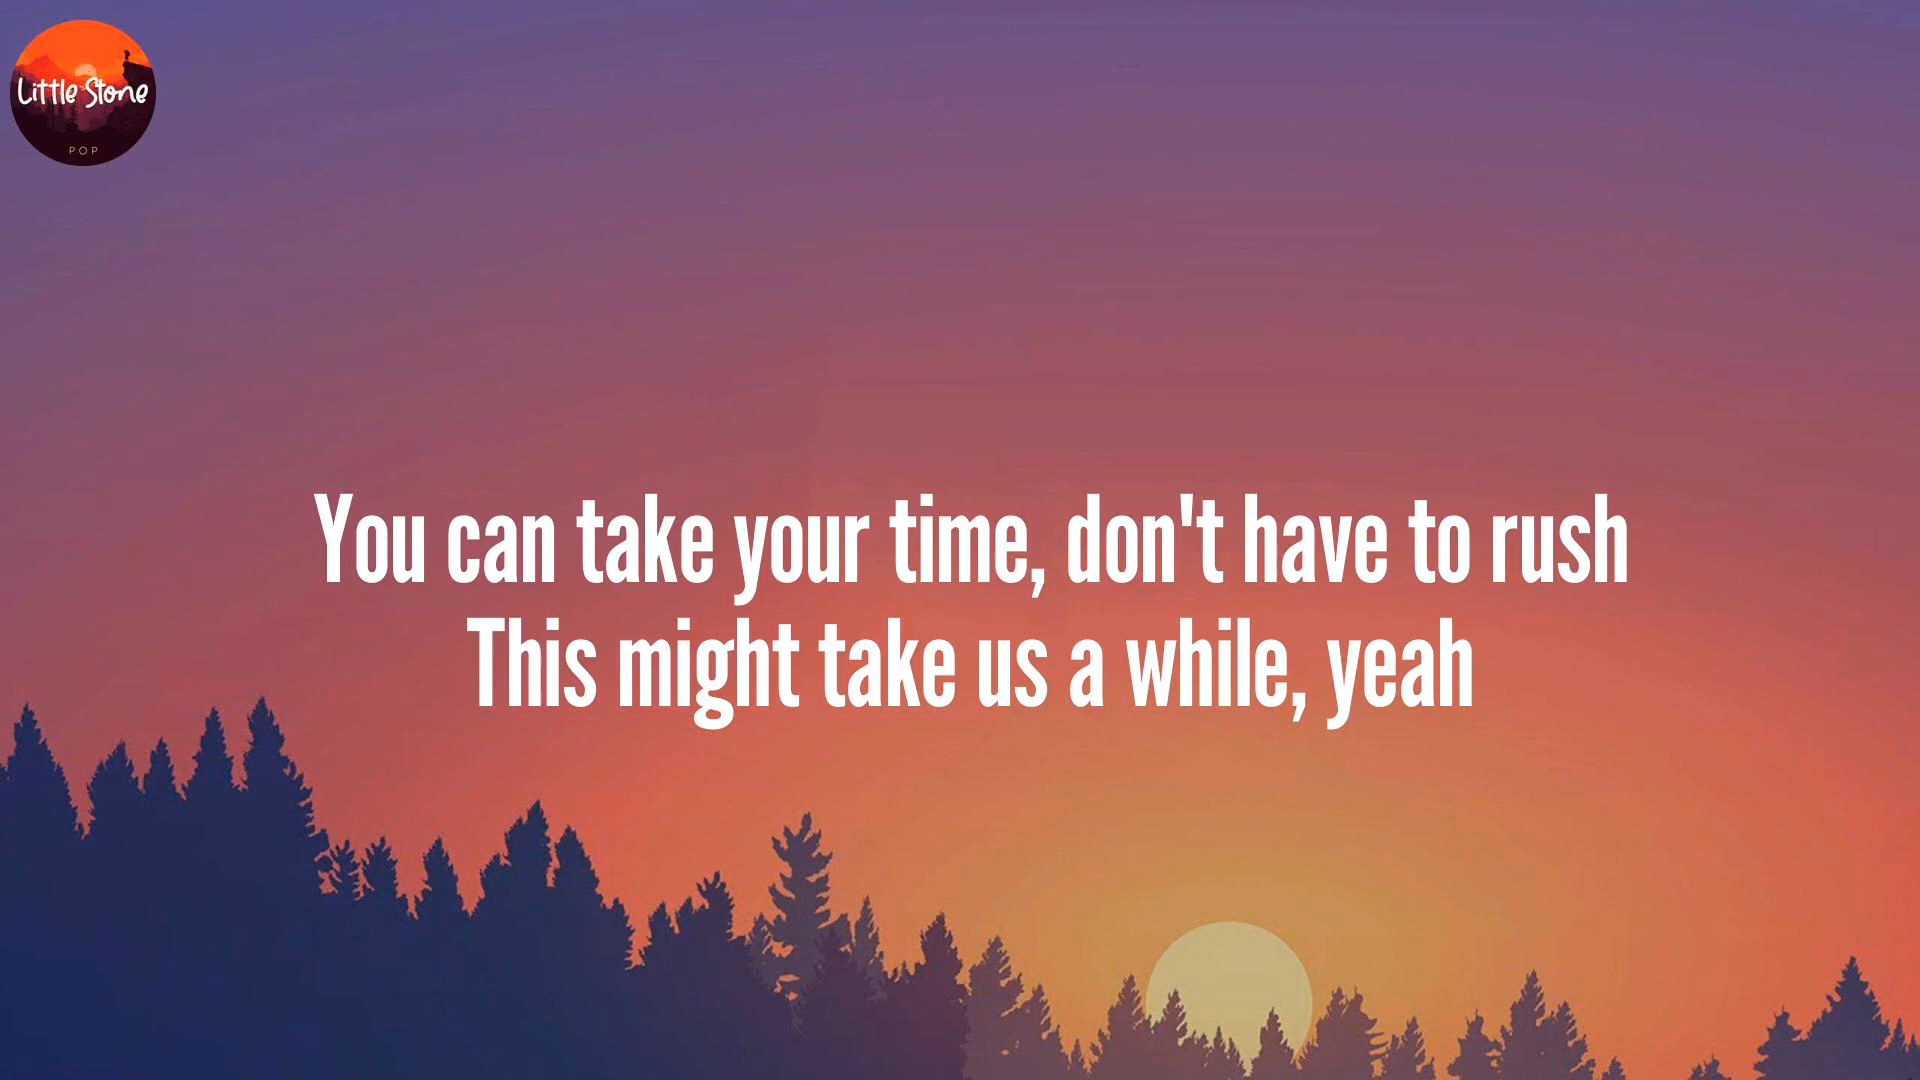 Little Stone
POP
You can take your time, don't have to rush
This might take us a while, yeah